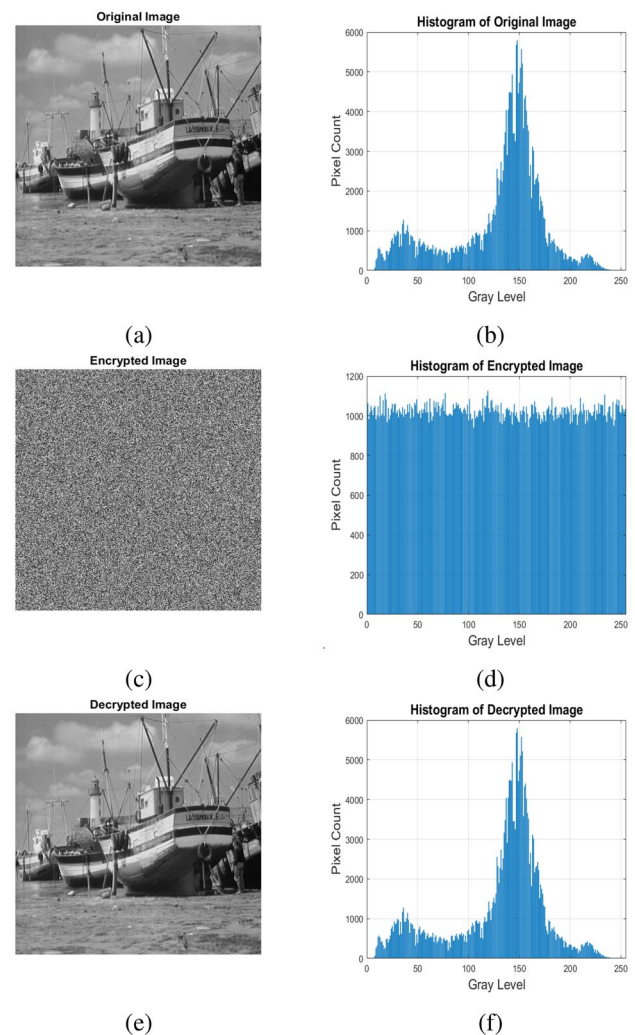 Original Image
Histogram of Original Image
6000
5000
4000
3000
2000
1000
0
Pixel Count
0 50 100 150 200 250
Gray Level
(a)
(b)
Encrypted Image
Histogram of Encrypted Image
1200
1000
800
600
400
200
0
Pixel Count
0 50 100 150 200 250
Gray Level
(c)
(d)
Decrypted Image
Histogram of Decrypted Image
6000
5000
4000
3000
2000
1000
0
Pixel Count
0 50 100 150 200 250
Gray Level
(e)
(f)